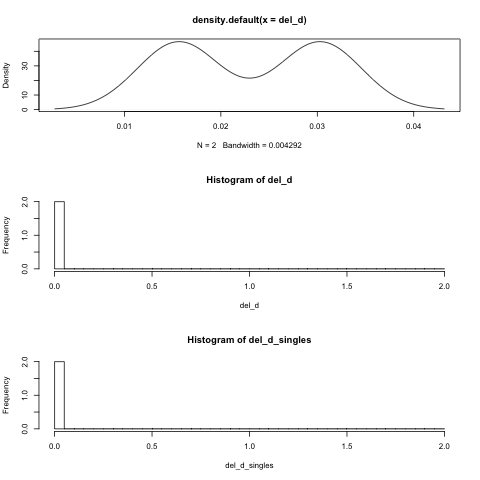 density.default(x = del_d)
Density
0 10 30
0.01 0.02 0.03 0.04
N = 2 Bandwidth = 0.004292
Histogram of del_d
Frequency
0.0 1.0 2.0
0.0 0.5 1.0 1.5 2.0
del_d
Histogram of del_d_singles
Frequency
0.0 1.0 2.0
0.0 0.5 1.0 1.5 2.0
del_d_singles